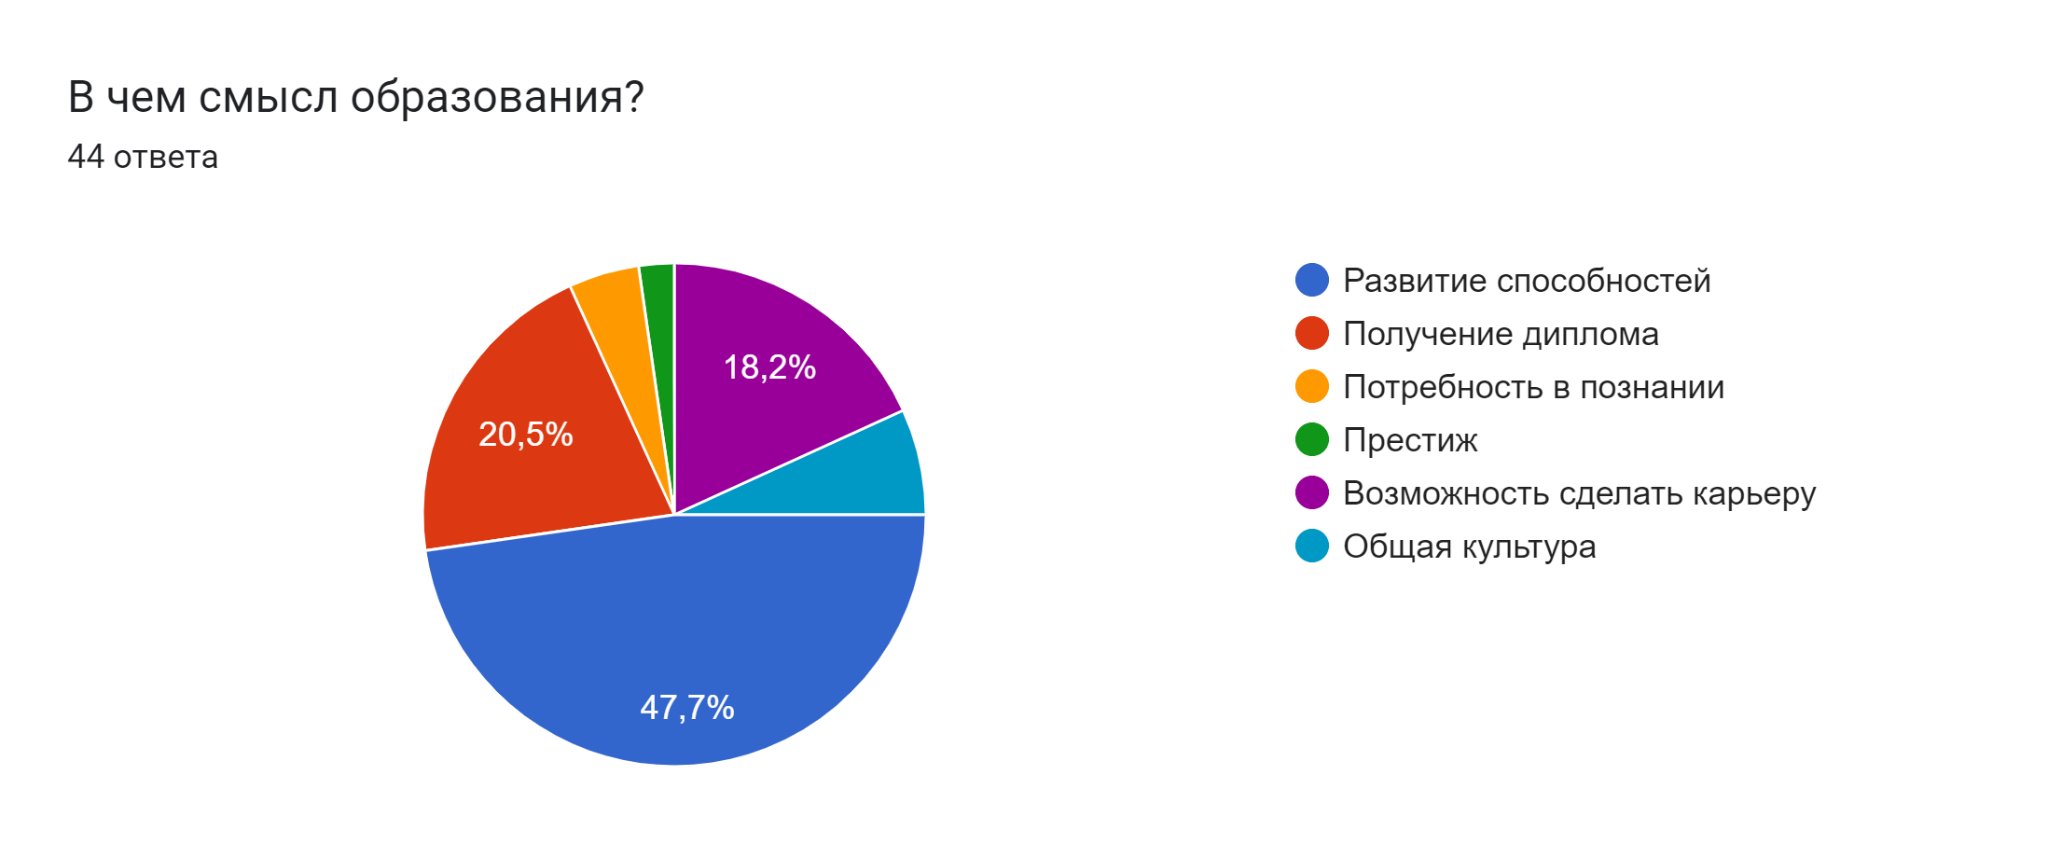 В чем смысл образования?
44 ответа
18,2%
20,5%
47,7%
Развитие способностей
Получение диплома
Потребность в познании
Престиж
Возможность сделать карьеру
Общая культура